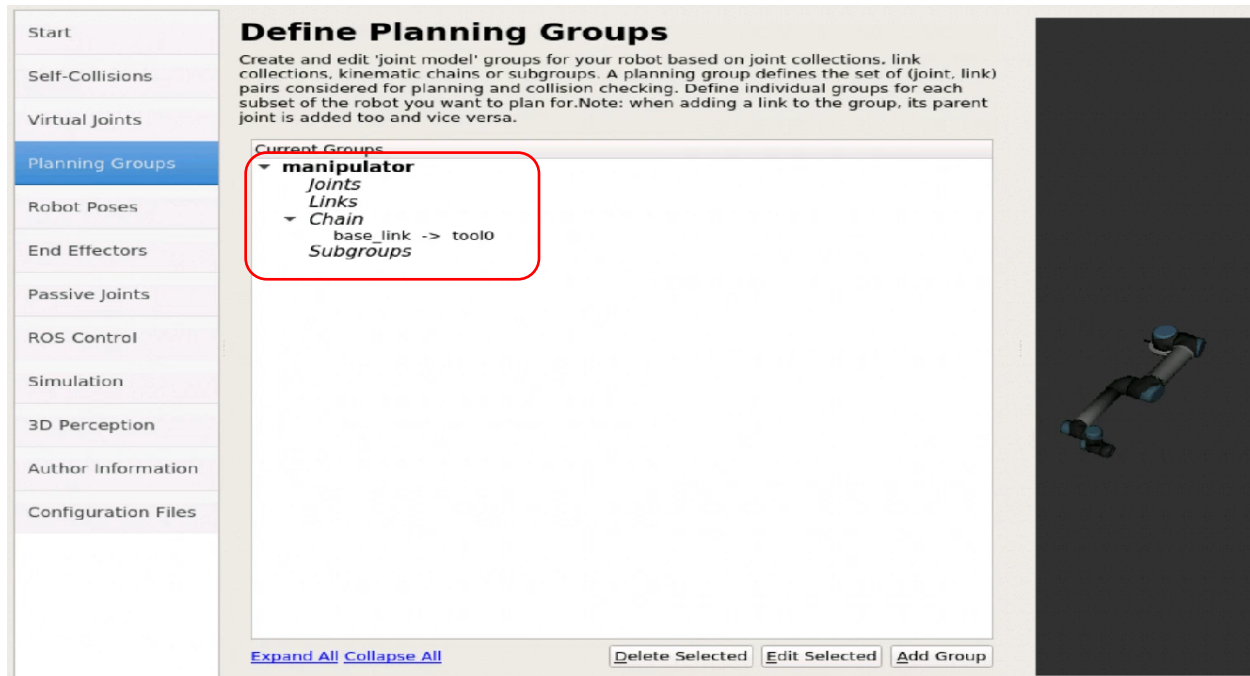 Start
Self-Collisions
Virtual Joints
Planning Groups
Robot Poses
End Effectors
Passive Joints
ROS Control
Simulation
3D Perception
Author Information
Configuration Files
Define Planning Groups
Create and edit 'joint model' groups for your robot based on joint collections, link
collections, kinematic chains or subgroups. A planning group defines the set of (joint, link)
pairs considered for planning and collision checking. Define individual groups for each
subset of the robot you want to plan for.Note: when adding a link to the group, its parent
joint is added too and vice versa.
Current Groups
manipulator
Joints
Links
Chain
base_link -> tool0
Subgroups
Expand All Collapse All
Delete Selected
Edit Selected
Add Group